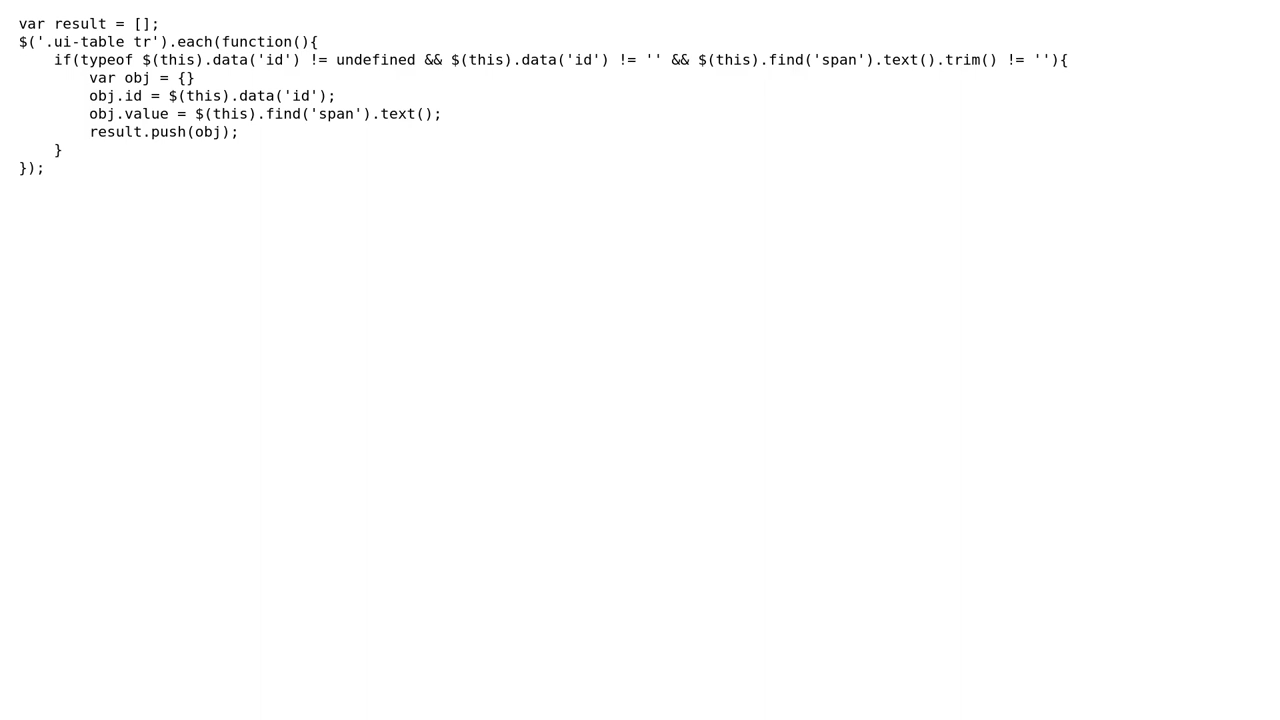 var result = [];
$('.ui-table tr').each(function(){
    if(typeof $(this).data('id') != undefined && $(this).data('id') != '' && $(this).find('span').text().trim() != ''){
        var obj = {}
        obj.id = $(this).data('id');
        obj.value = $(this).find('span').text();
        result.push(obj);
    }
});